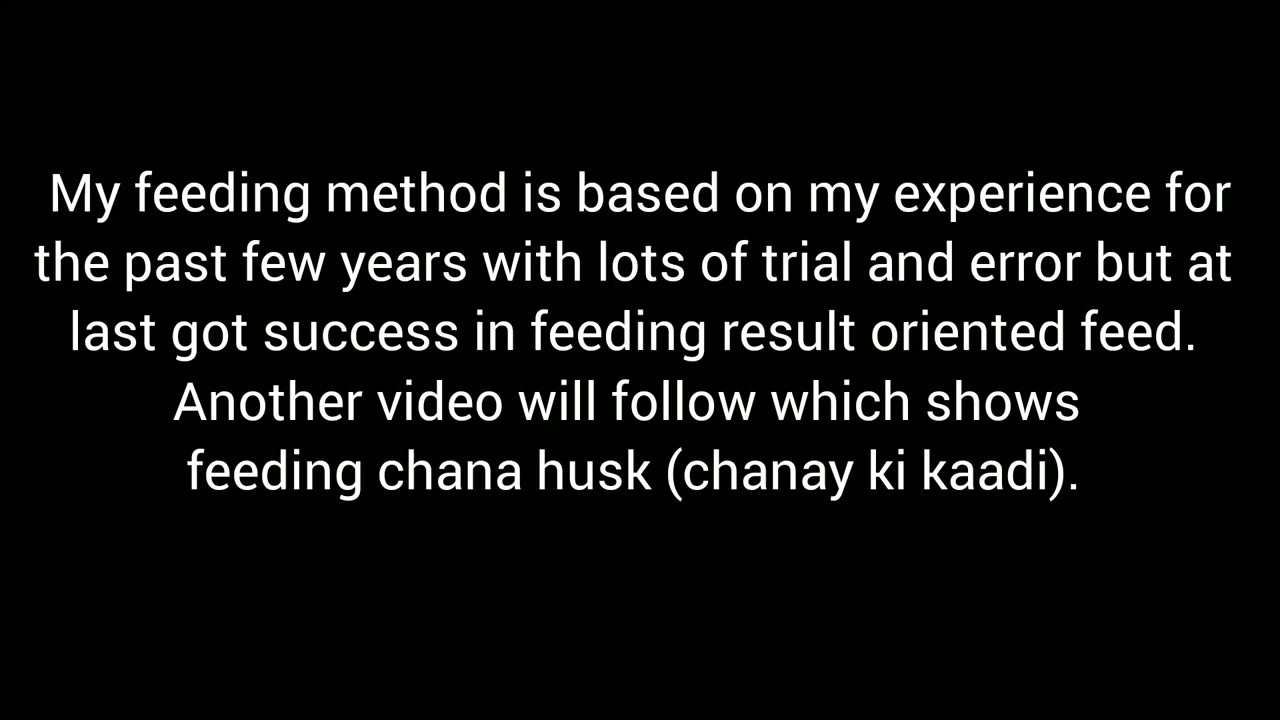 My feeding method is based on my experience for
the past few years with lots of trial and error but at
last got success in feeding result oriented feed.
Another video will follow which shows
feeding chana husk (chanay ki kaadi).